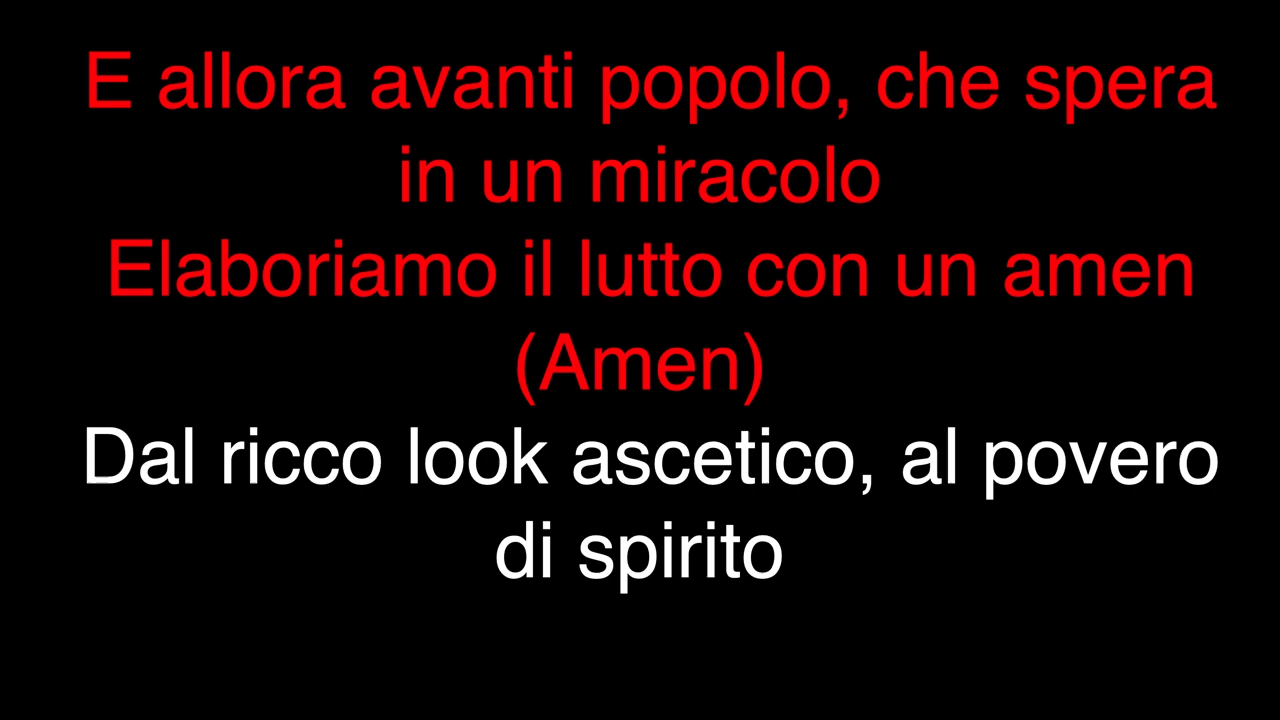 E allora avanti popolo, che spera
in un miracolo
Elaboriamo il lutto con un amen
(Amen)
Dal ricco look ascetico, al povero
di spirito